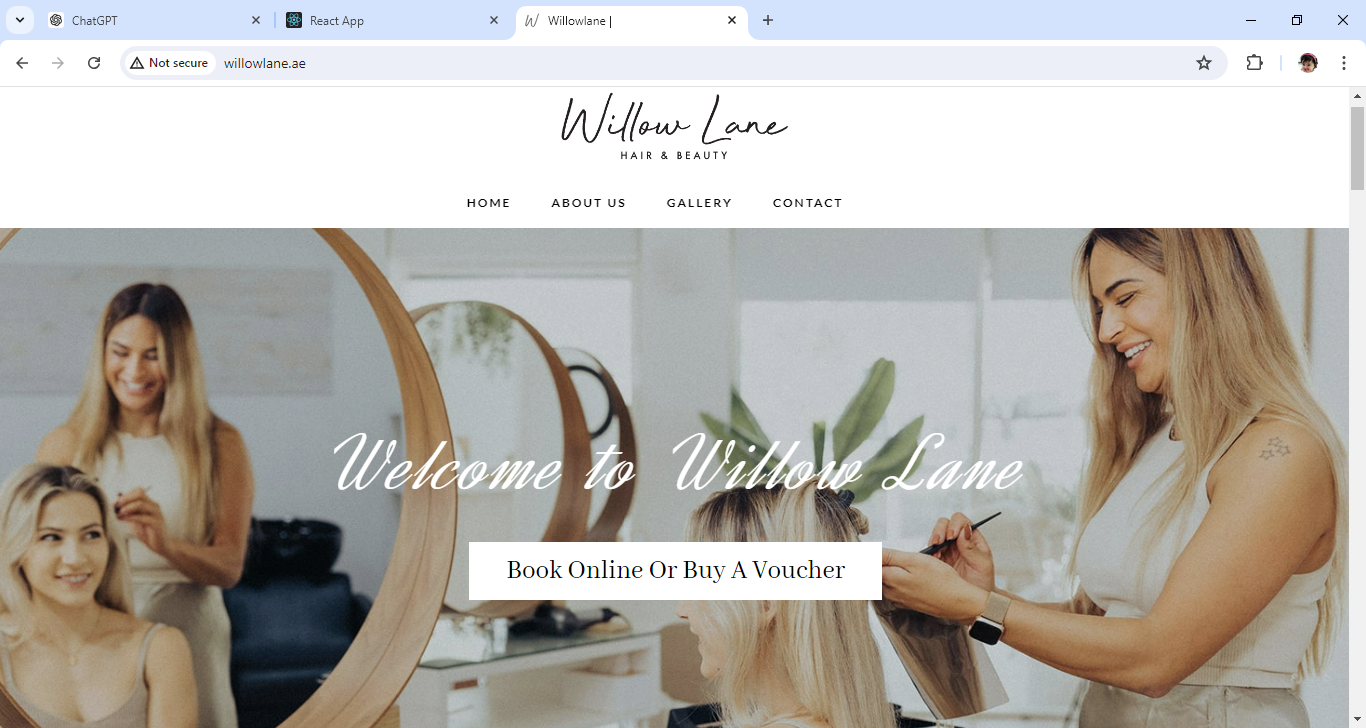 ChatGPT
React App
Willowlane |
Not secure
willowlane.ae
Willow Lane
HAIR & BEAUTY
HOME ABOUT US GALLERY CONTACT
Welcome to Willow Lane
Book Online Or Buy A Voucher